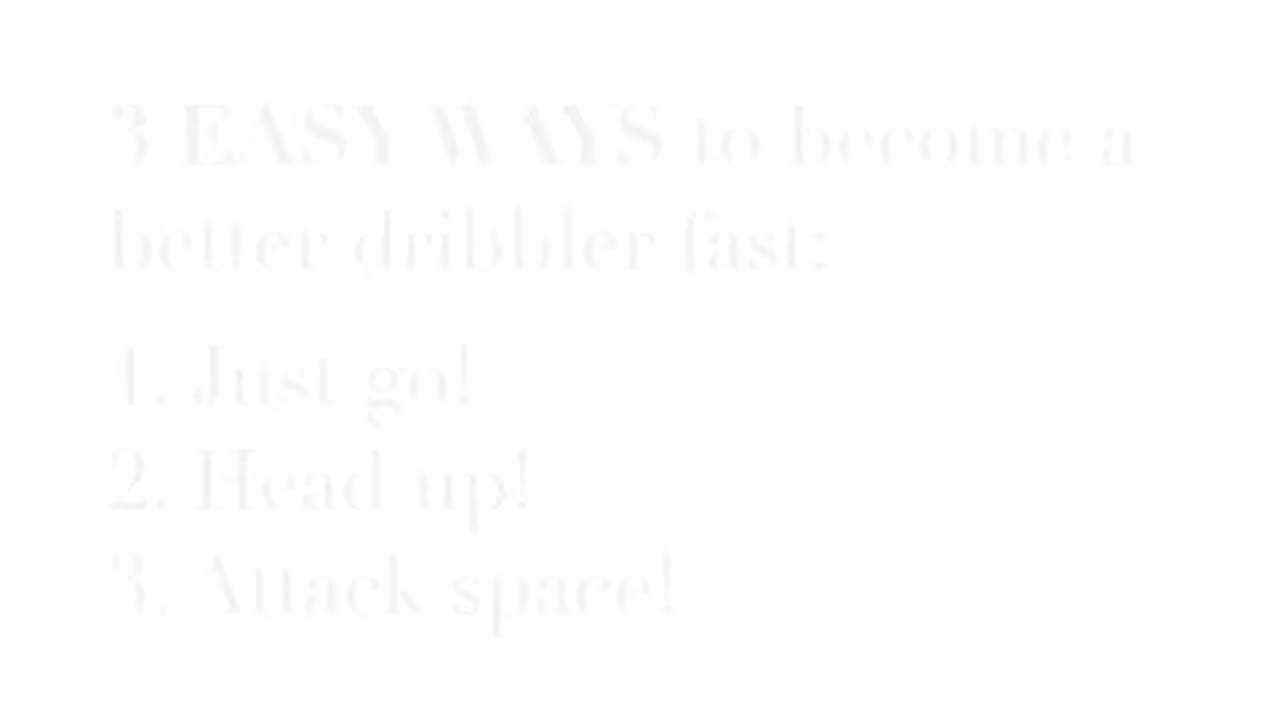 3 EASY WAYS to become a
better dribbler fast:
1. Just go!
2. Head up!
3. Attack space!